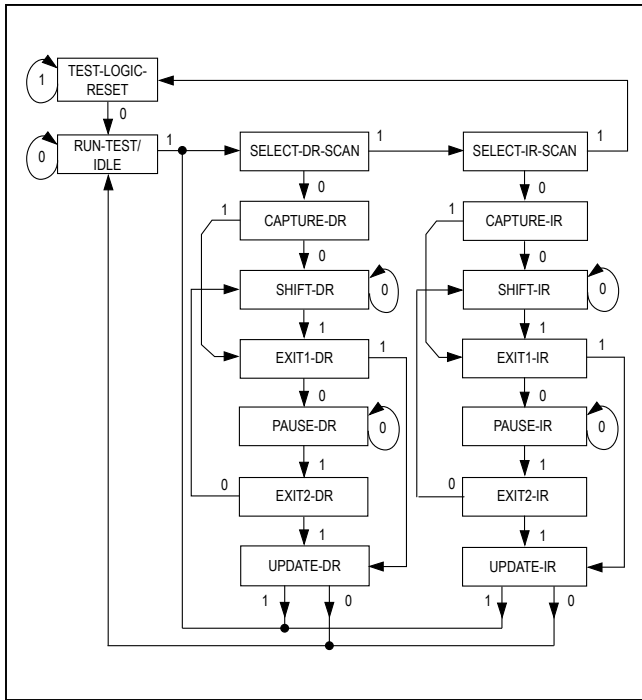 TEST-LOGIC-
RESET
1
0
RUN-TEST/
IDLE
0
1
SELECT-DR-SCAN
1
SELECT-IR-SCAN
1
0
0
1
CAPTURE-DR
1
CAPTURE-IR
0
0
SHIFT-DR
0
SHIFT-IR
0
1
1
EXIT1-DR
1
EXIT1-IR
1
0
0
PAUSE-DR
0
PAUSE-IR
0
1
1
0
EXIT2-DR
0
EXIT2-IR
1
1
UPDATE-DR
UPDATE-IR
1
0
1
0